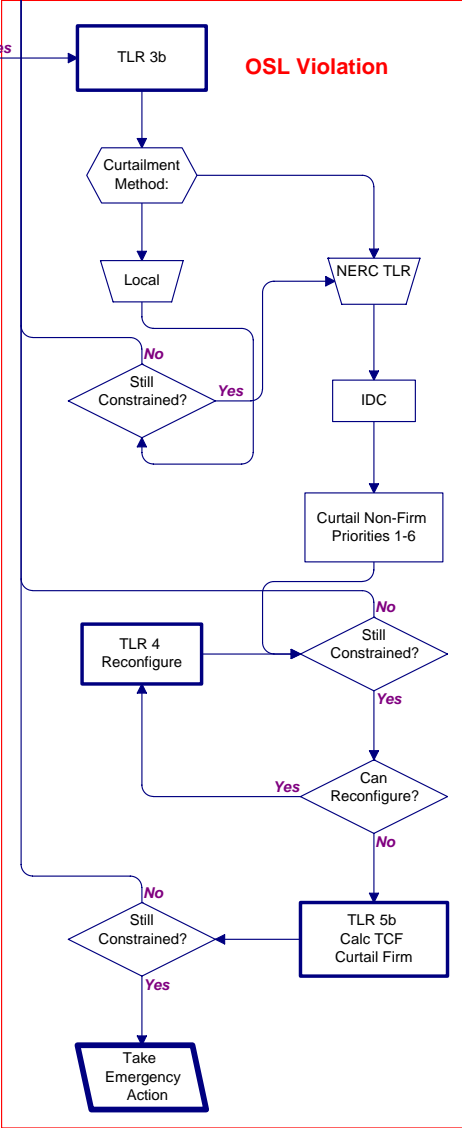 es
TLR 3b
OSL Violation
Curtailment
Method:
Local
NERC TLR
No
Still
Constrained?
Yes
IDC
Curtail Non-Firm
Priorities 1-6
No
TLR 4
Reconfigure
Still
Constrained?
Yes
Can
Reconfigure?
Yes
No
TLR 5b
Calc TCF
Curtail Firm
No
Still
Constrained?
Yes
Take
Emergency
Action